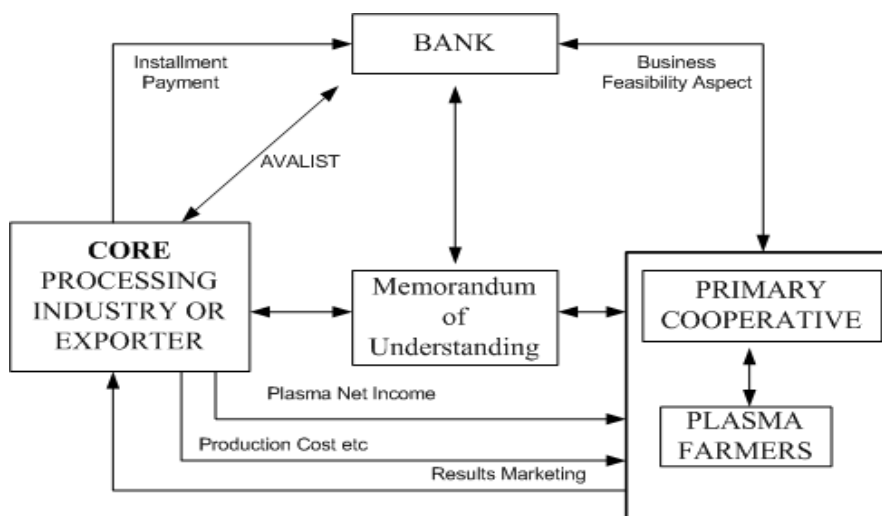 BANK
Installment
Payment
Business
Feasibility Aspect
AVALIST
CORE
PROCESSING
INDUSTRY OR
EXPORTER
Memorandum
of
Understanding
PRIMARY
COOPERATIVE
PLASMA
FARMERS
Plasma Net Income
Production Cost etc
Results Marketing